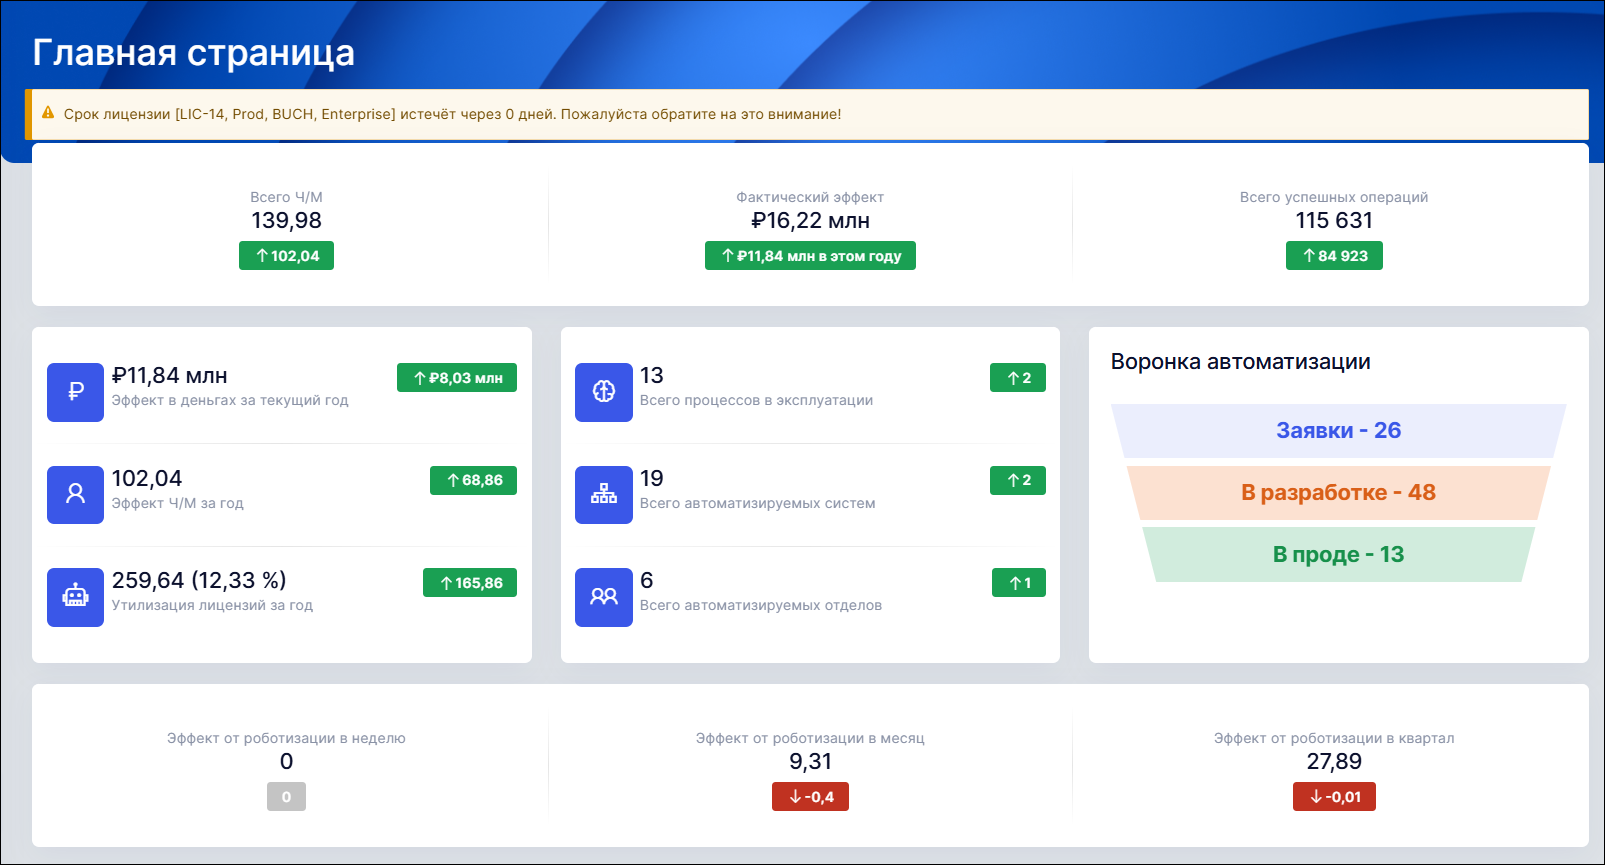 Главная страница
Срок лицензии [LIC-14, Prod, BUCH, Enterprise] истечёт через 0 дней. Пожалуйста обратите на это внимание!
Всего Ч/М
139,98
↑ 102,04
Фактический эффект
₽16,22 млн
↑ ₽11,84 млн в этом году
Всего успешных операций
115 631
↑ 84 923
₽11,84 млн
Эффект в деньгах за текущий год
↑ ₽8,03 млн
102,04
Эффект Ч/М за год
↑ 68,86
259,64 (12,33 %)
Утилизация лицензий за год
↑ 165,86
13
Всего процессов в эксплуатации
↑ 2
19
Всего автоматизируемых систем
↑ 2
6
Всего автоматизируемых отделов
↑ 1
Воронка автоматизации
Заявки - 26
В разработке - 48
В проде - 13
Эффект от роботизации в неделю
0
0
Эффект от роботизации в месяц
9,31
↓ -0,4
Эффект от роботизации в квартал
27,89
↓ -0,01